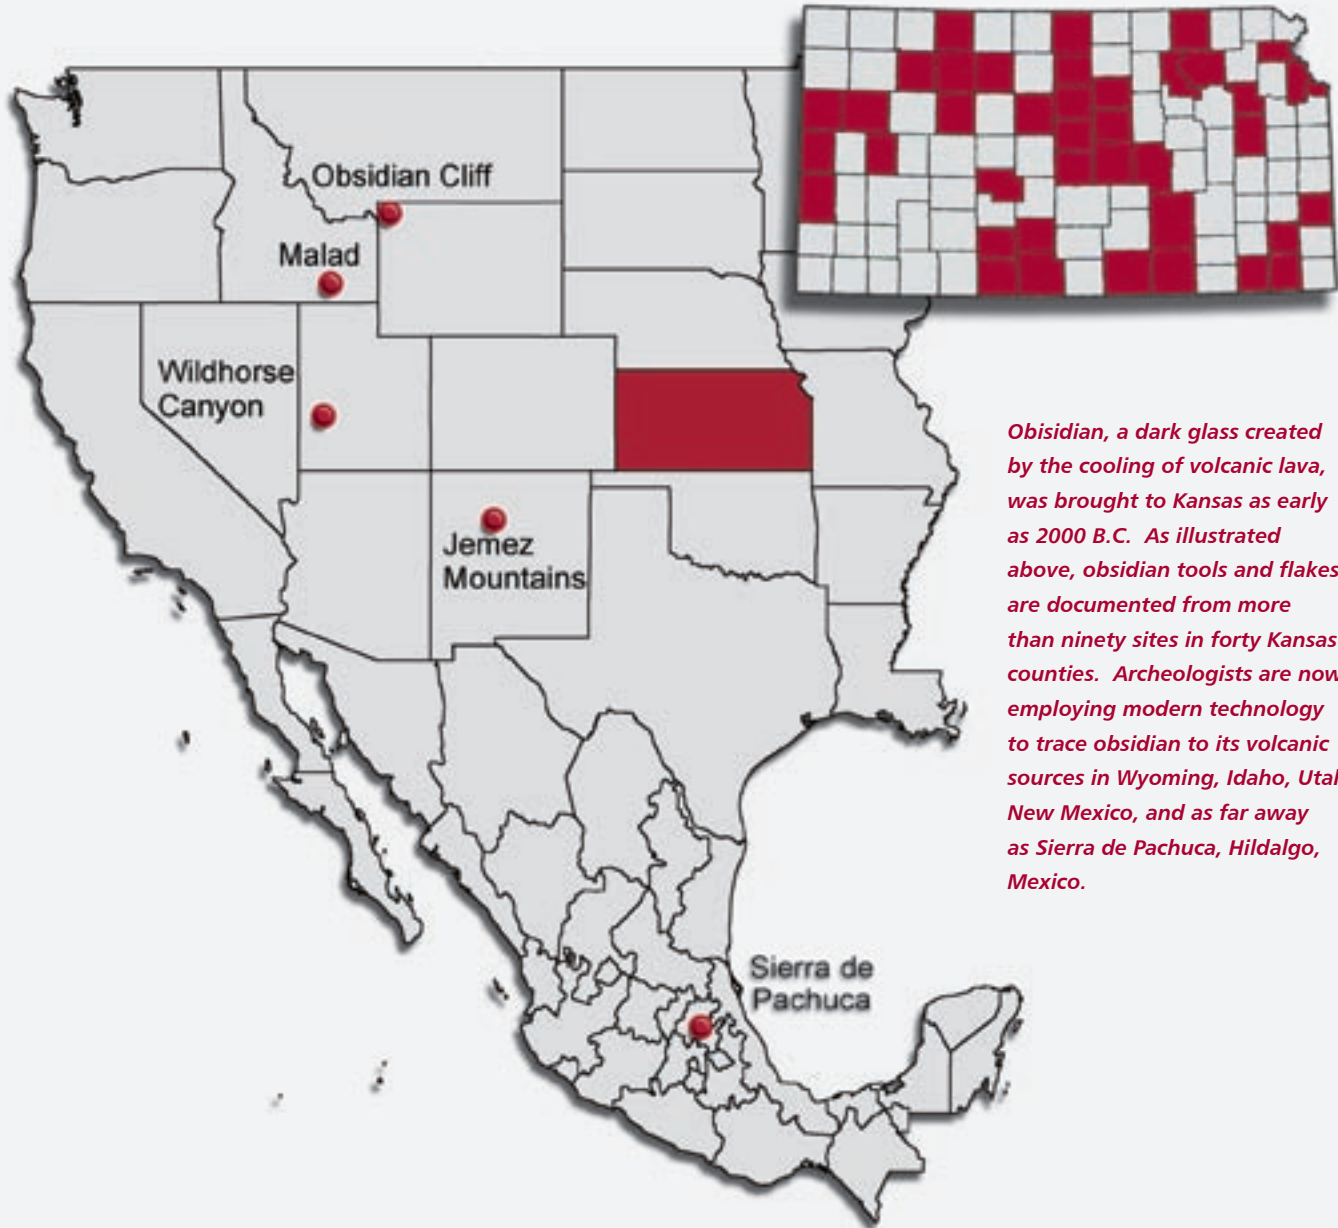 Obsidian Cliff
Malad
Wildhorse
Canyon
Jemez
Mountains
Obisidian, a dark glass created
by the cooling of volcanic lava,
was brought to Kansas as early
as 2000 B.C. As illustrated
above, obsidian tools and flakes
are documented from more
than ninety sites in forty Kansas
counties. Archeologists are now
employing modern technology
to trace obsidian to its volcanic
sources in Wyoming, Idaho, Utah
New Mexico, and as far away
as Sierra de Pachuca, Hildalgo,
Mexico.
Sierra de
Pachuca